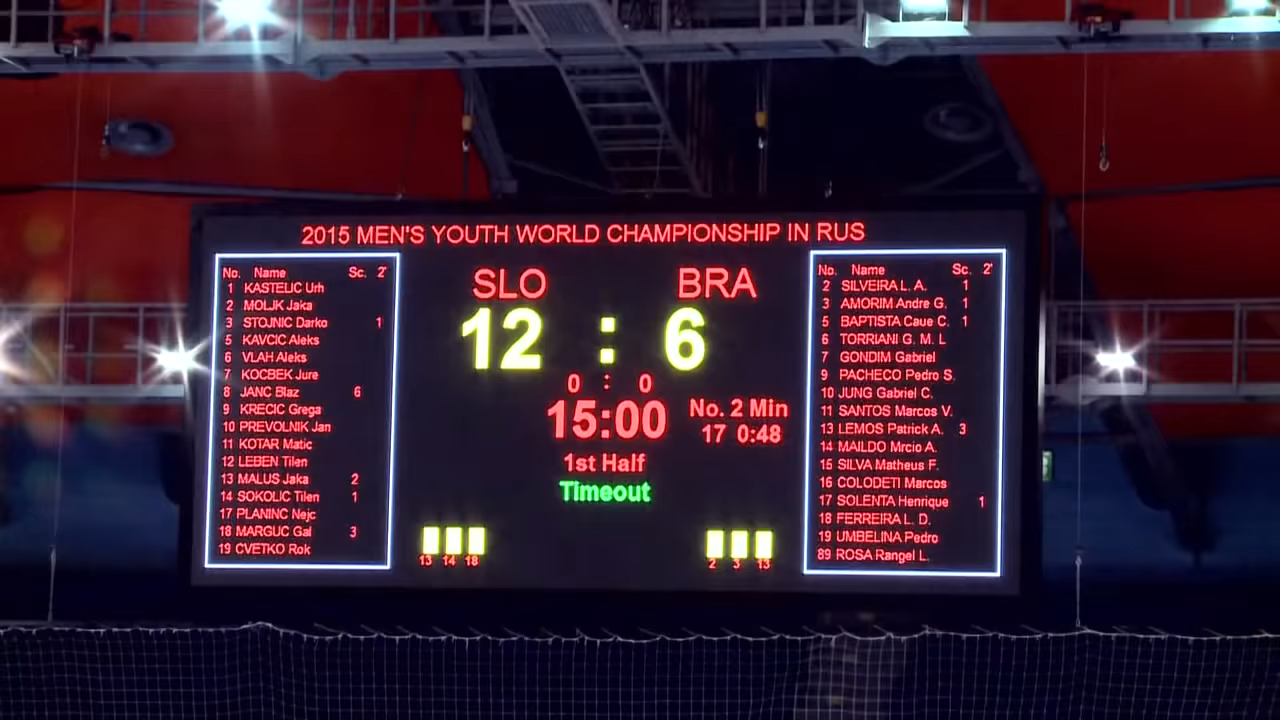 2015 MEN'S YOUTH WORLD CHAMPIONSHIP IN RUS
No. Name Sc. 2'
1 KASTELIC Urh
2 MOLJK Jaka
3 STOJNIC Darko 1
5 KAVCIC Aleks
6 VLAH Aleks
7 KOCBEK Jure
8 JANC Blaz 6
9 KRECIC Grega
10 PREVOLNIK Jan
11 KOTAR Matic
12 LEBEN Tilen
13 MALUS Jaka 2
14 SOKOLIC Tilen 1
17 PLANINC Nejc
18 MARGUC Gal 3
19 CVETKO Rok
SLO BRA
12 : 6
0 : 0
15:00
No. 2 Min
17 0:48
1st Half
Timeout
13 14 18
2 3 13
No. Name Sc. 2'
2 SILVEIRA L. A. 1
3 AMORIM Andre G. 1
5 BAPTISTA Caue C. 1
6 TORRIANI G. M. L
7 GONDIM Gabriel
9 PACHECO Pedro S.
10 JUNG Gabriel C.
11 SANTOS Marcos V.
13 LEMOS Patrick A. 3
14 MAILDO Mrcio A.
15 SILVA Matheus F.
16 COLODETI Marcos
17 SOLENTA Henrique 1
18 FERREIRA L. D.
19 UMBELINA Pedro
89 ROSA Rangel L.